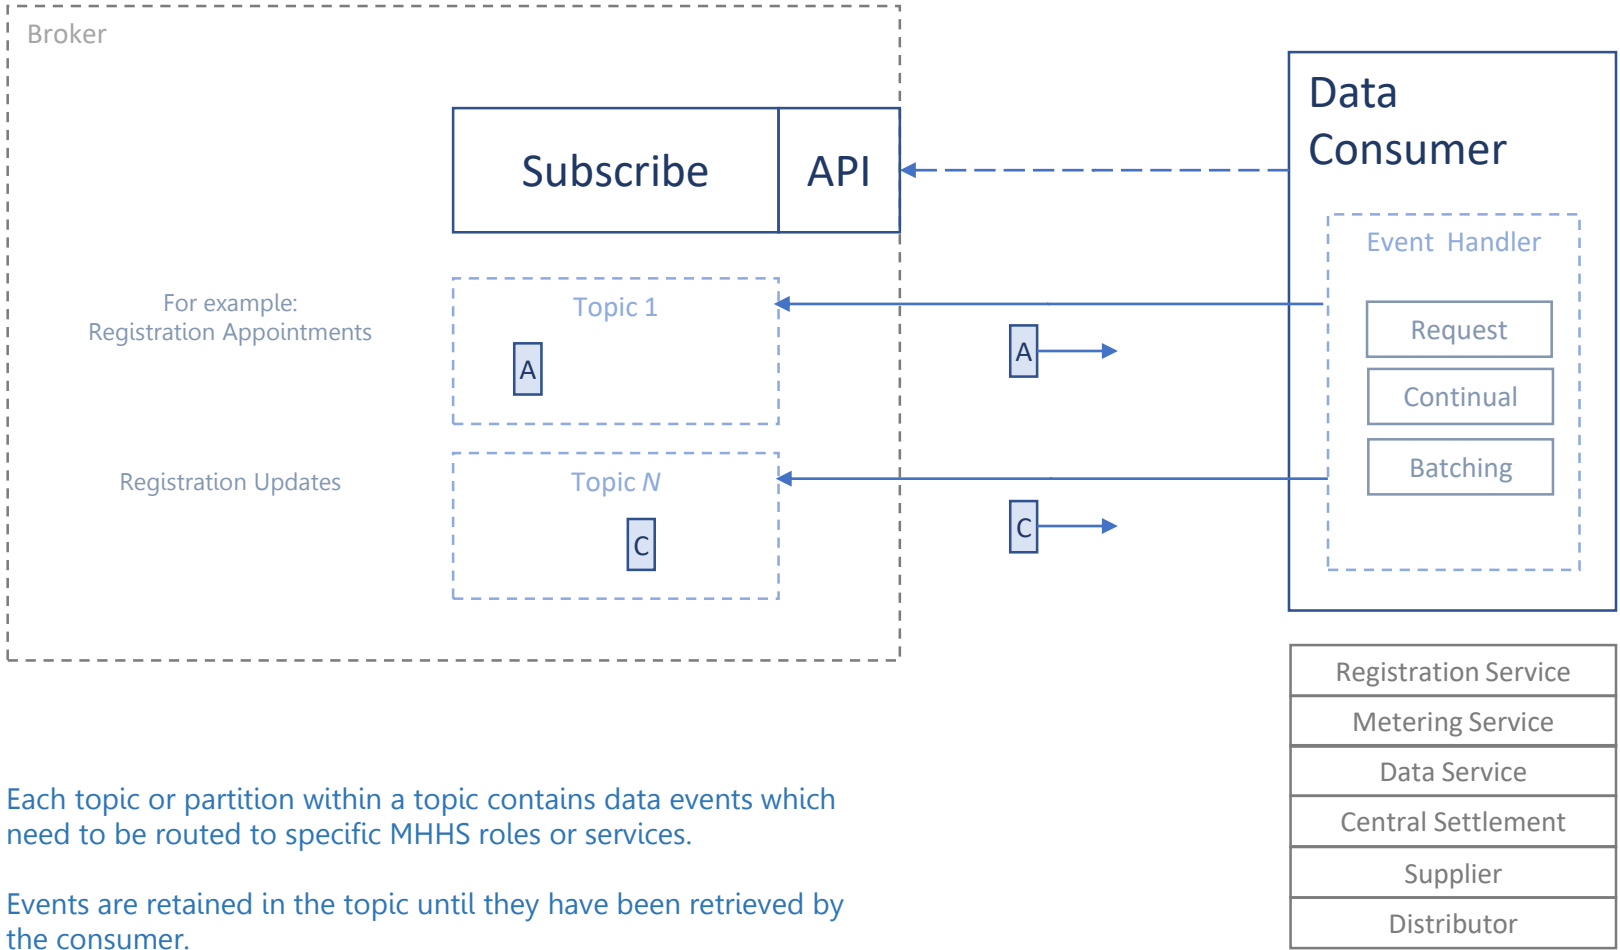 Broker
Data
Consumer
Subscribe
API
Event Handler
For example:
Registration Appointments
Topic 1
A
A
Request
Continual
Batching
Registration Updates
Topic N
C
C
Registration Service
Metering Service
Data Service
Central Settlement
Supplier
Distributor
Each topic or partition within a topic contains data events which
need to be routed to specific MHHS roles or services.
Events are retained in the topic until they have been retrieved by
the consumer.